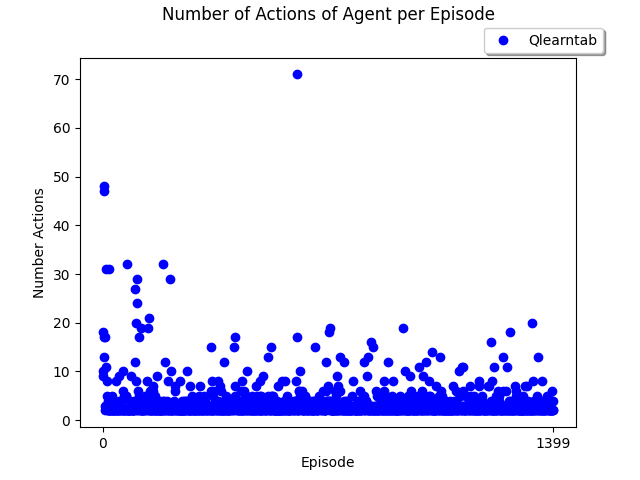 Number of Actions of Agent per Episode
Qlearntab
70
60
50
40
30
20
10
0
Number Actions
0 1399
Episode